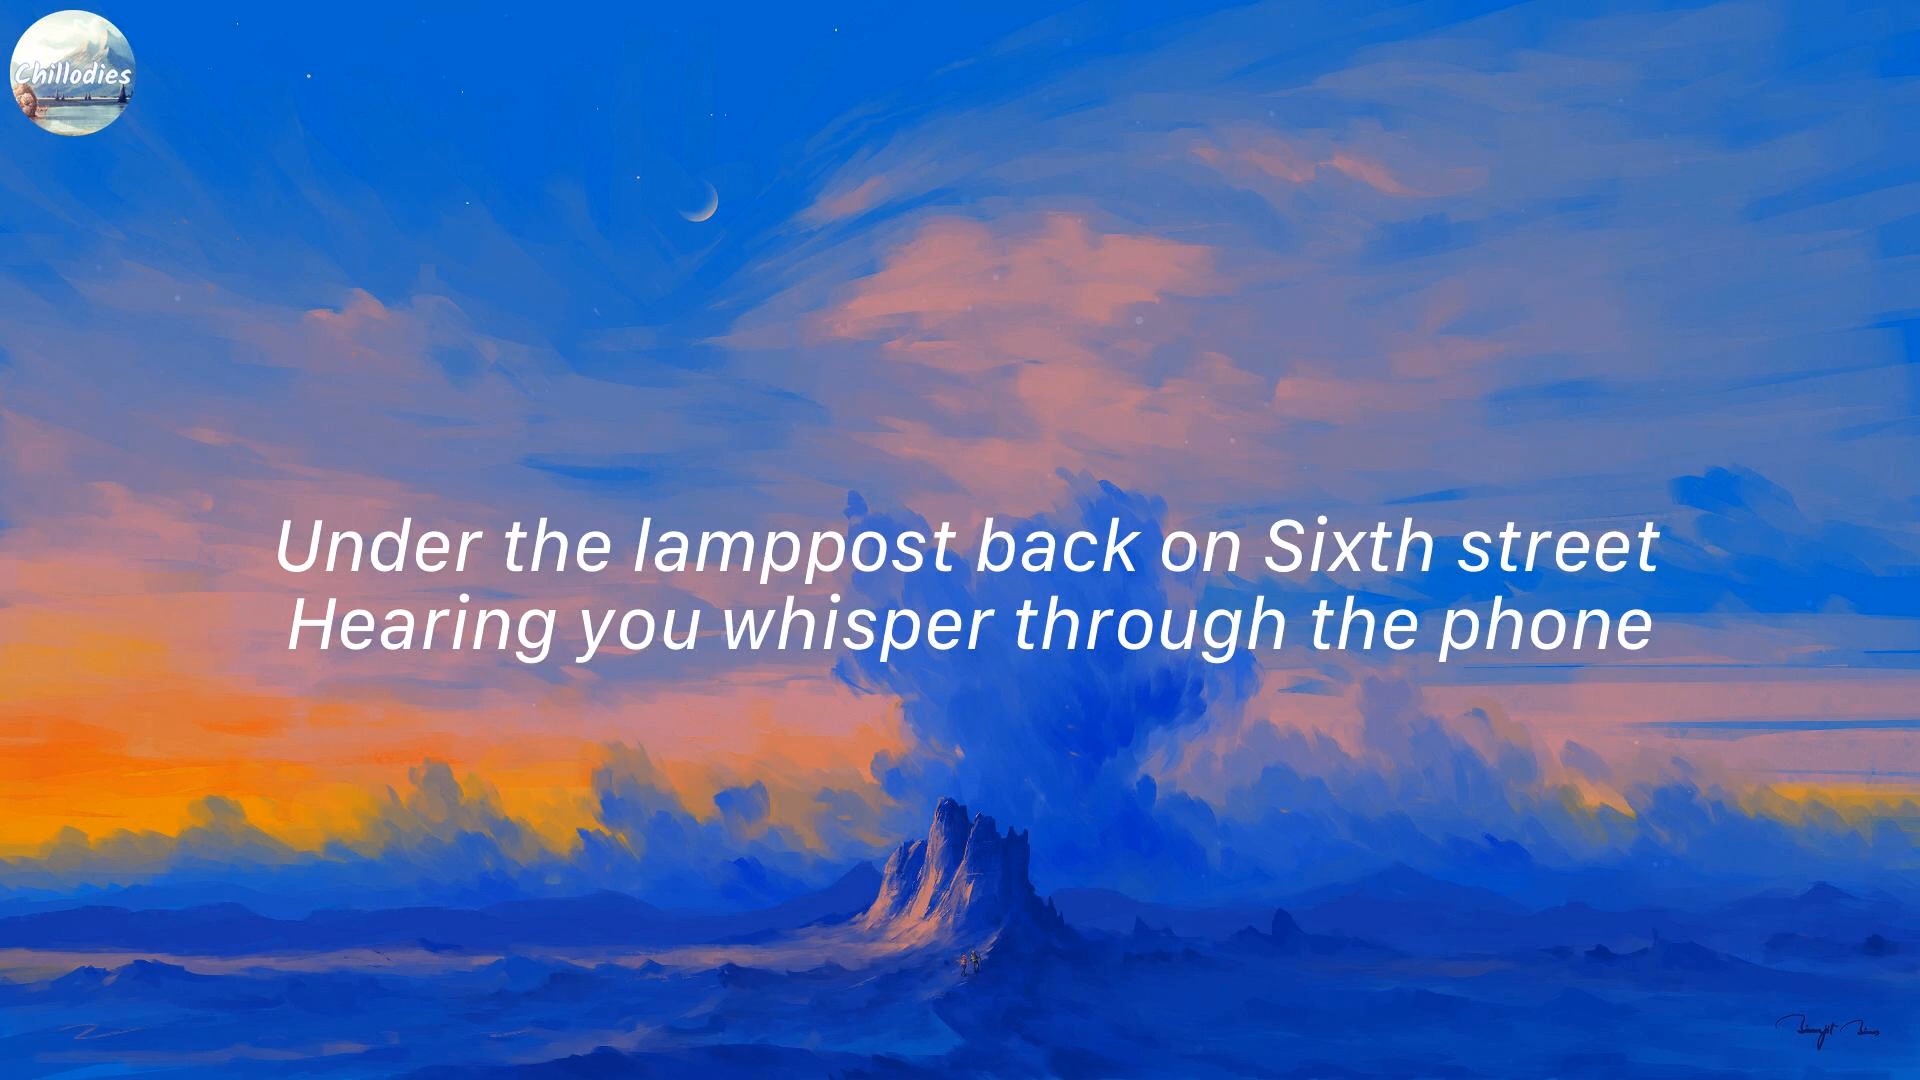 Chillodies
Under the lamppost back on Sixth street
Hearing you whisper through the phone